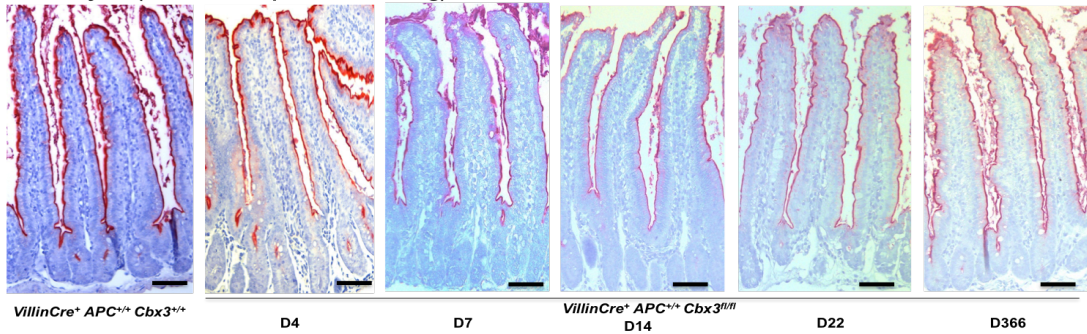 VillinCre+ APC+/+ Cbx3+/+
VillinCre+ APC+/+ Cbx3fl/fl
D4
D7
D14
D22
D366